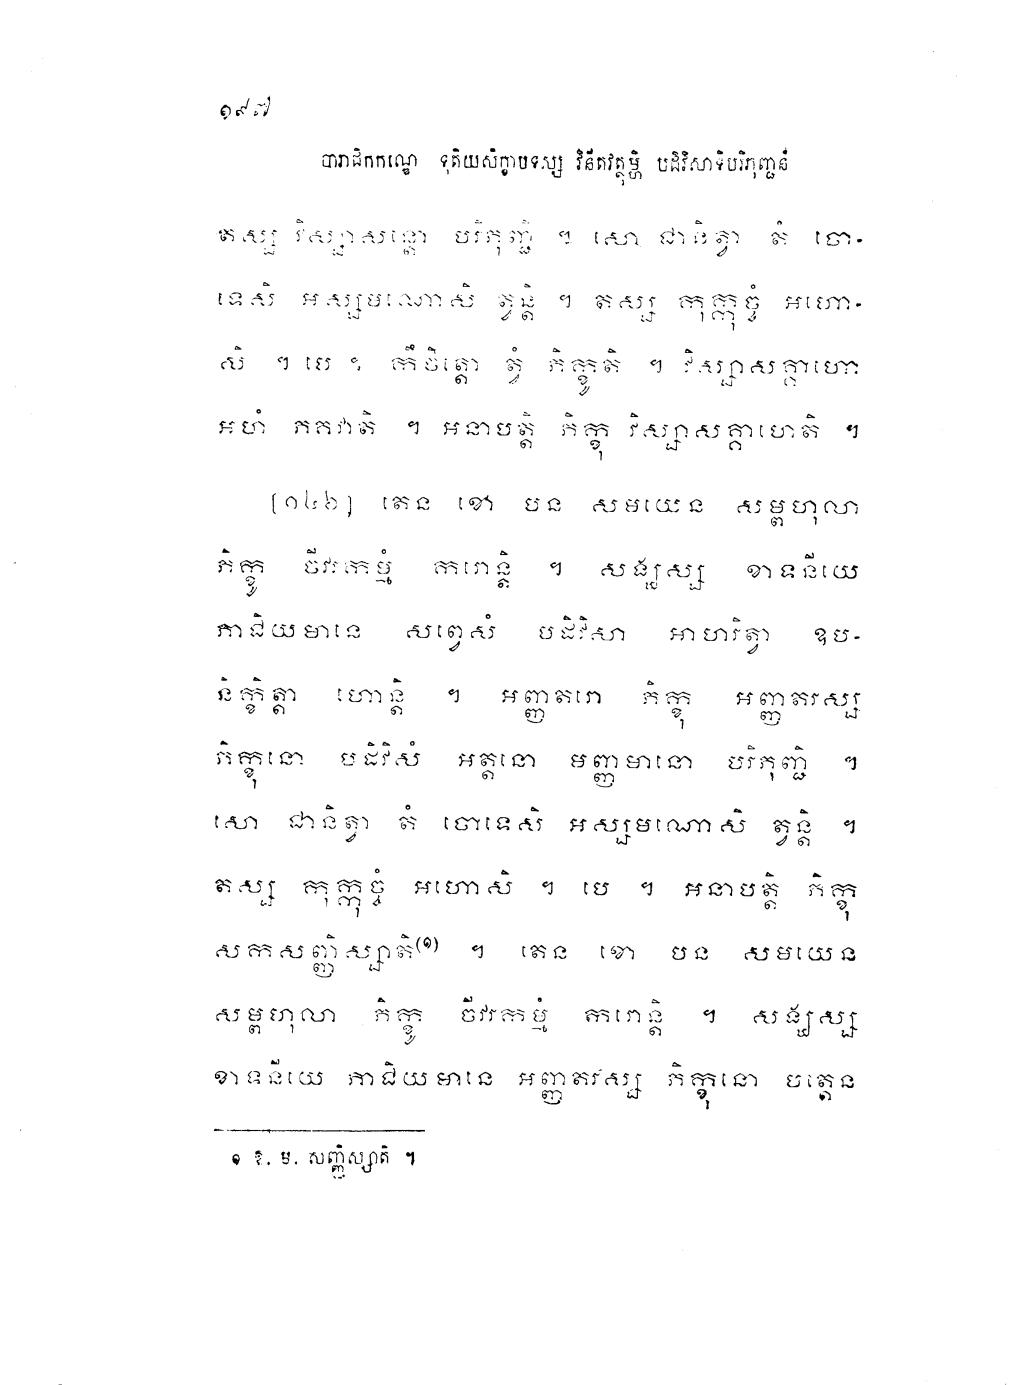 ១៩៧
បារាជិកកណ្ឌេ ទុតិយសិក្ខាបទស្ស វិនីតវត្ថុម្ហិ បដិវិសាទិបរិភុញ្ជនំ
តស្ស វិស្សាសន្តោ បរិភុញ្ជិ ។ សោ ជានិត្វា តំ ចោ-
ទេសិ អស្សមណោសិ ត្វន្តិ ។ តស្ស កុក្កុច្ចំ អហោ-
សិ ។ បេ ។ កឹចិត្តោ ត្វំ ភិក្ខូតិ ។ វិស្សាសគ្គាហោ
អហំ ភគវាតិ ។ អនាបត្តិ ភិក្ខុ វិស្សាសគ្គាហេតិ ។
[១៤៦] តេន ខោ បន សមយេន សម្ពហុលា
ភិក្ខូ ចីវរកម្មំ ករោន្តិ ។ សង្ឃស្ស ខាទនីយេ
ភាជិយមានេ សព្វេសំ បដិវិសា អាហរិត្វា ឧប-
និក្ខិត្តា ហោន្តិ ។ អញ្ញតរោ ភិក្ខុ អញ្ញតរស្ស
ភិក្ខុនោ បដិវិសំ អត្តនោ មញ្ញមានោ បរិភុញ្ជិ ។
សោ ជានិត្វា តំ ចោទេសិ អស្សមណោសិ ត្វន្តិ ។
តស្ស កុក្កុច្ចំ អហោសិ ។ បេ ។ អនាបត្តិ ភិក្ខុ
សកសញ្ញិស្សាតិ(១) ។ តេន ខោ បន សមយេន
សម្ពហុលា ភិក្ខូ ចីវរកម្មំ ករោន្តិ ។ សង្ឃស្ស
ខាទនីយេ ភាជិយមានេ អញ្ញតរស្ស ភិក្ខុនោ បត្តេន
១ ឱ. ម. សញ្ញិស្សាតិ ។